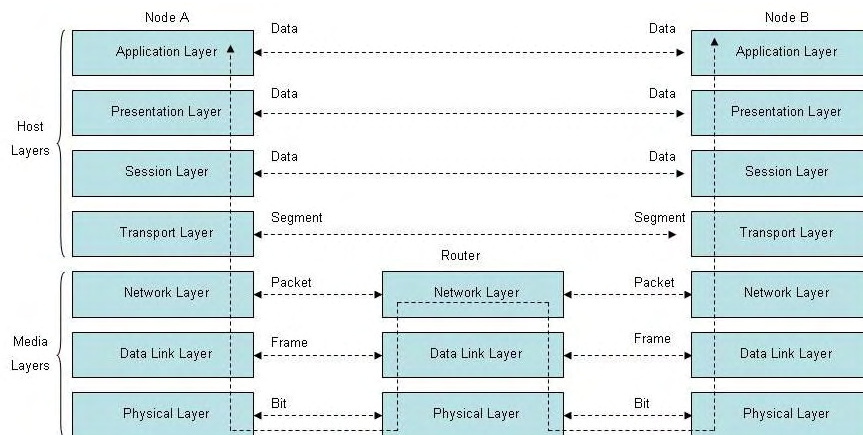 Node A
Node B
Data
Data
Application Layer
Application Layer
Data
Data
Presentation Layer
Presentation Layer
Host
Layers
Data
Data
Session Layer
Session Layer
Segment
Segment
Transport Layer
Transport Layer
Router
Packet
Packet
Network Layer
Network Layer
Network Layer
Media
Layers
Frame
Frame
Data Link Layer
Data Link Layer
Data Link Layer
Bit
Bit
Physical Layer
Physical Layer
Physical Layer